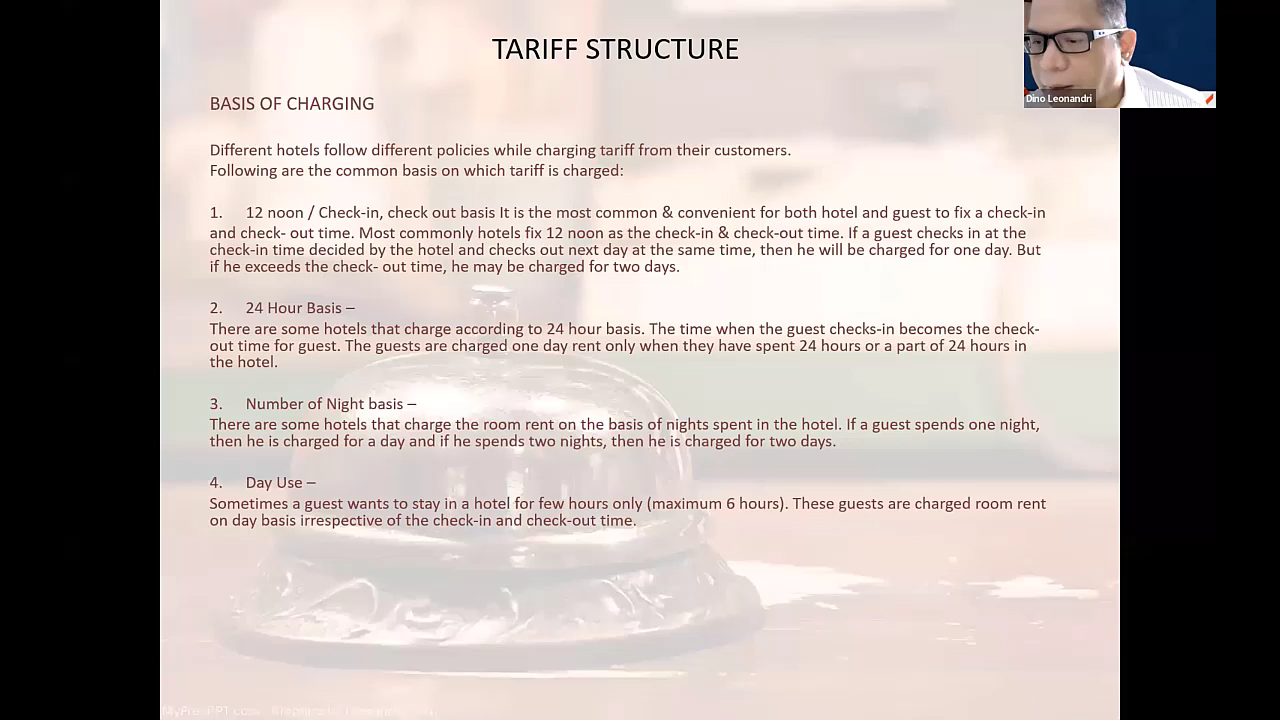 TARIFF STRUCTURE
Dino Leonandri
BASIS OF CHARGING
Different hotels follow different policies while charging tariff from their customers.
Following are the common basis on which tariff is charged:
1. 12 noon / Check-in, check out basis It is the most common & convenient for both hotel and guest to fix a check-in
and check- out time. Most commonly hotels fix 12 noon as the check-in & check-out time. If a guest checks in at the
check-in time decided by the hotel and checks out next day at the same time, then he will be charged for one day. But
if he exceeds the check- out time, he may be charged for two days.
2. 24 Hour Basis –
There are some hotels that charge according to 24 hour basis. The time when the guest checks-in becomes the check-
out time for guest. The guests are charged one day rent only when they have spent 24 hours or a part of 24 hours in
the hotel.
3. Number of Night basis –
There are some hotels that charge the room rent on the basis of nights spent in the hotel. If a guest spends one night,
then he is charged for a day and if he spends two nights, then he is charged for two days.
4. Day Use –
Sometimes a guest wants to stay in a hotel for few hours only (maximum 6 hours). These guests are charged room rent
on day basis irrespective of the check-in and check-out time.